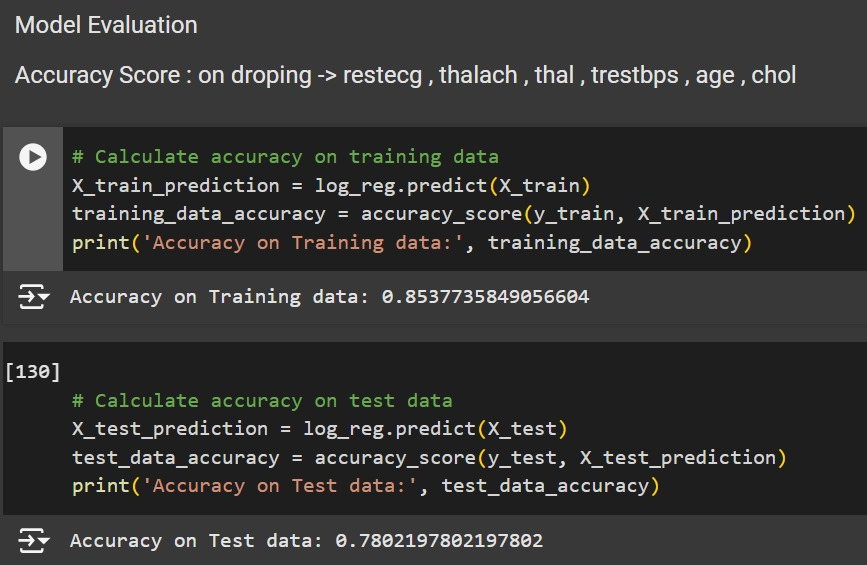 Model Evaluation
Accuracy Score : on droping -> restecg , thalach , thal , trestbps , age , chol
# Calculate accuracy on training data
X_train_prediction = log_reg.predict(X_train)
training_data_accuracy = accuracy_score(y_train, X_train_prediction)
print('Accuracy on Training data:', training_data_accuracy)
Accuracy on Training data: 0.8537735849056604
[130]
# Calculate accuracy on test data
X_test_prediction = log_reg.predict(X_test)
test_data_accuracy = accuracy_score(y_test, X_test_prediction)
print('Accuracy on Test data:', test_data_accuracy)
Accuracy on Test data: 0.7802197802197802